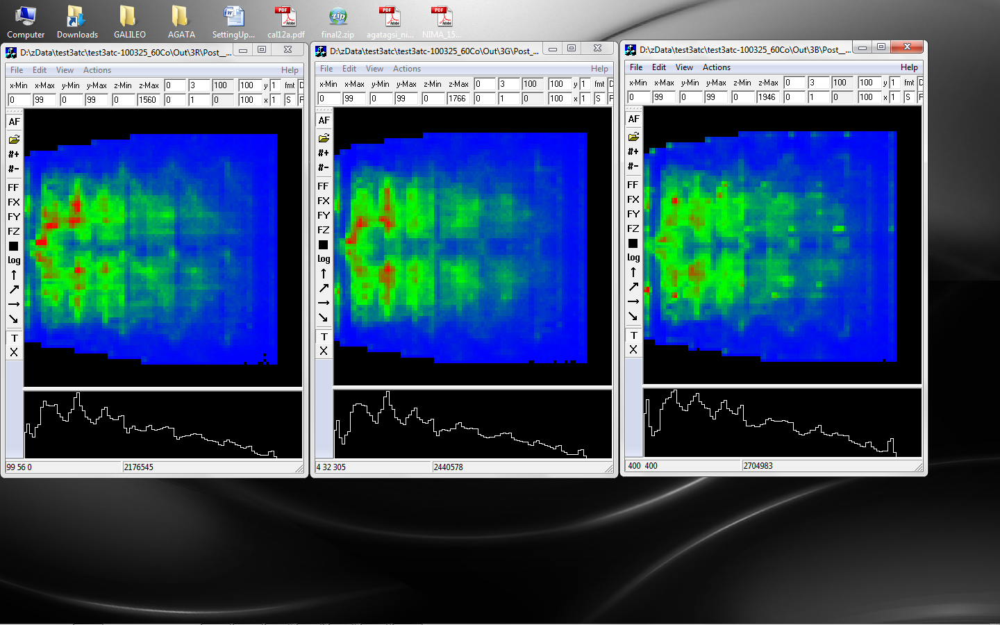 Computer
Downloads
GALILEO
AGATA
SettingUp...
cal12a.pdf
final2.zip
agatagsi_ni...
NIMA_15...
D:\zData\test3atc\test3atc-100325_60Co\Out\3R\Post__...
File Edit View Actions Help
x-Min x-Max y-Min y-Max z-Min z-Max 0 3 100 100 y 1 fmt D
0 99 0 99 0 1560 0 1 0 100 x 1 S F
AF
#+
#-
FF
FX
FY
FZ
log
T
X
99 56 0 2176545
D:\zData\test3atc\test3atc-100325_60Co\Out\3G\Post_...
File Edit View Actions Help
x-Min x-Max y-Min y-Max z-Min z-Max 0 3 100 100 y 1 fmt D
0 99 0 99 0 1766 0 1 0 100 x 1 S F
AF
#+
#-
FF
FX
FY
FZ
log
T
X
4 32 305 2440578
D:\zData\test3atc\test3atc-100325_60Co\Out\3B\Post__...
File Edit View Actions Help
x-Min x-Max y-Min y-Max z-Min z-Max 0 3 100 100 y 1 fmt D
0 99 0 99 0 1946 0 1 0 100 x 1 S F
AF
#+
#-
FF
FX
FY
FZ
log
T
X
400 400 2704983